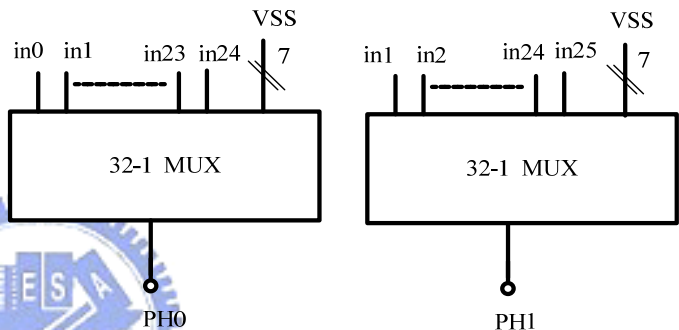 VSS
in0 in1 in23 in24 7
32-1 MUX
PH0
VSS
in1 in2 in24 in25 7
32-1 MUX
PH1
E S A